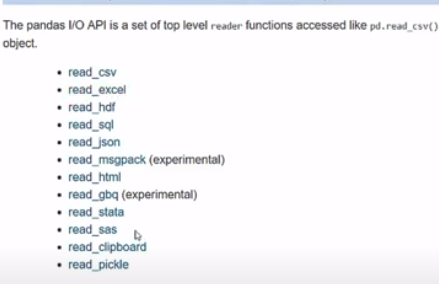 The pandas I/O API is a set of top level reader functions accessed like pd.read_csv()
object.
• read_csv
• read_excel
• read_hdf
• read_sql
• read_json
• read_msgpack (experimental)
• read_html
• read_gbq (experimental)
• read_stata
• read_sas
• read_clipboard
• read_pickle